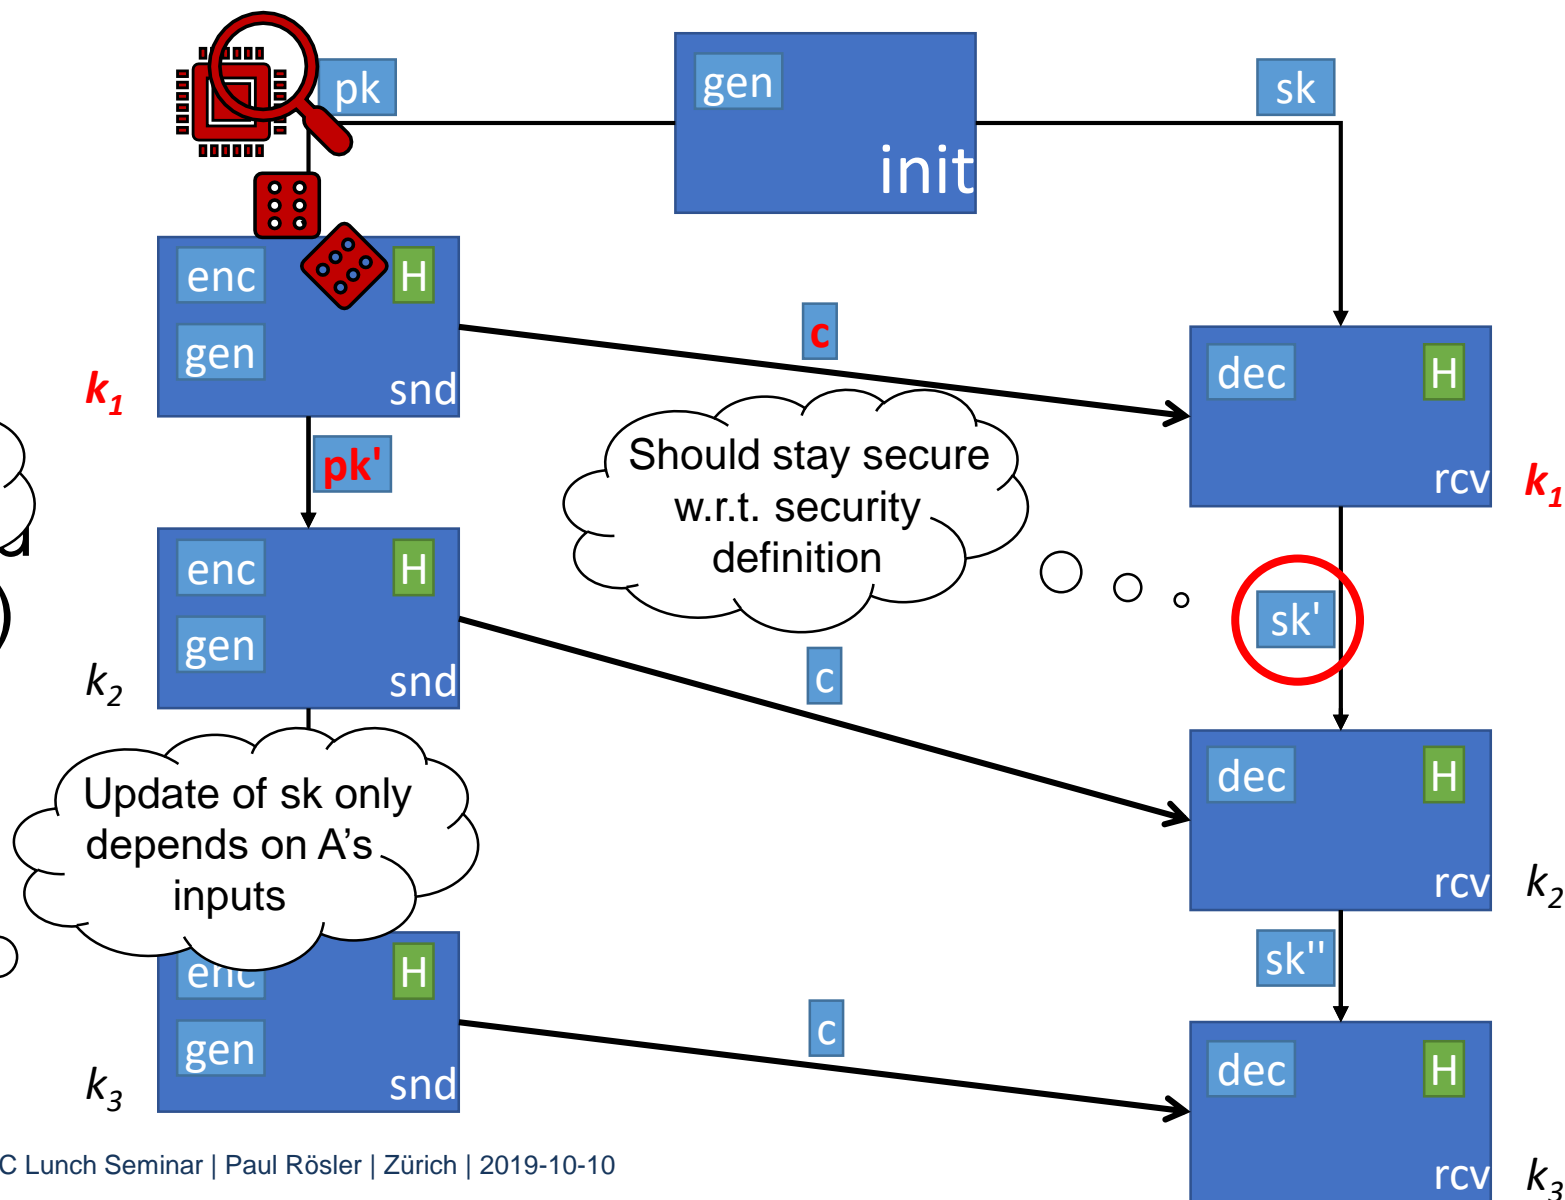 pk
gen
sk
init
enc
H
gen
snd
k1
c
dec
H
rcv
k1
pk'
Should stay secure
w.r.t. security
definition
sk'
enc
H
gen
snd
k2
c
Update of sk only
depends on A’s
inputs
dec
H
rcv
k2
sk''
enc
H
gen
snd
k3
c
dec
H
rcv
k3
C Lunch Seminar | Paul Rösler | Zürich | 2019-10-10